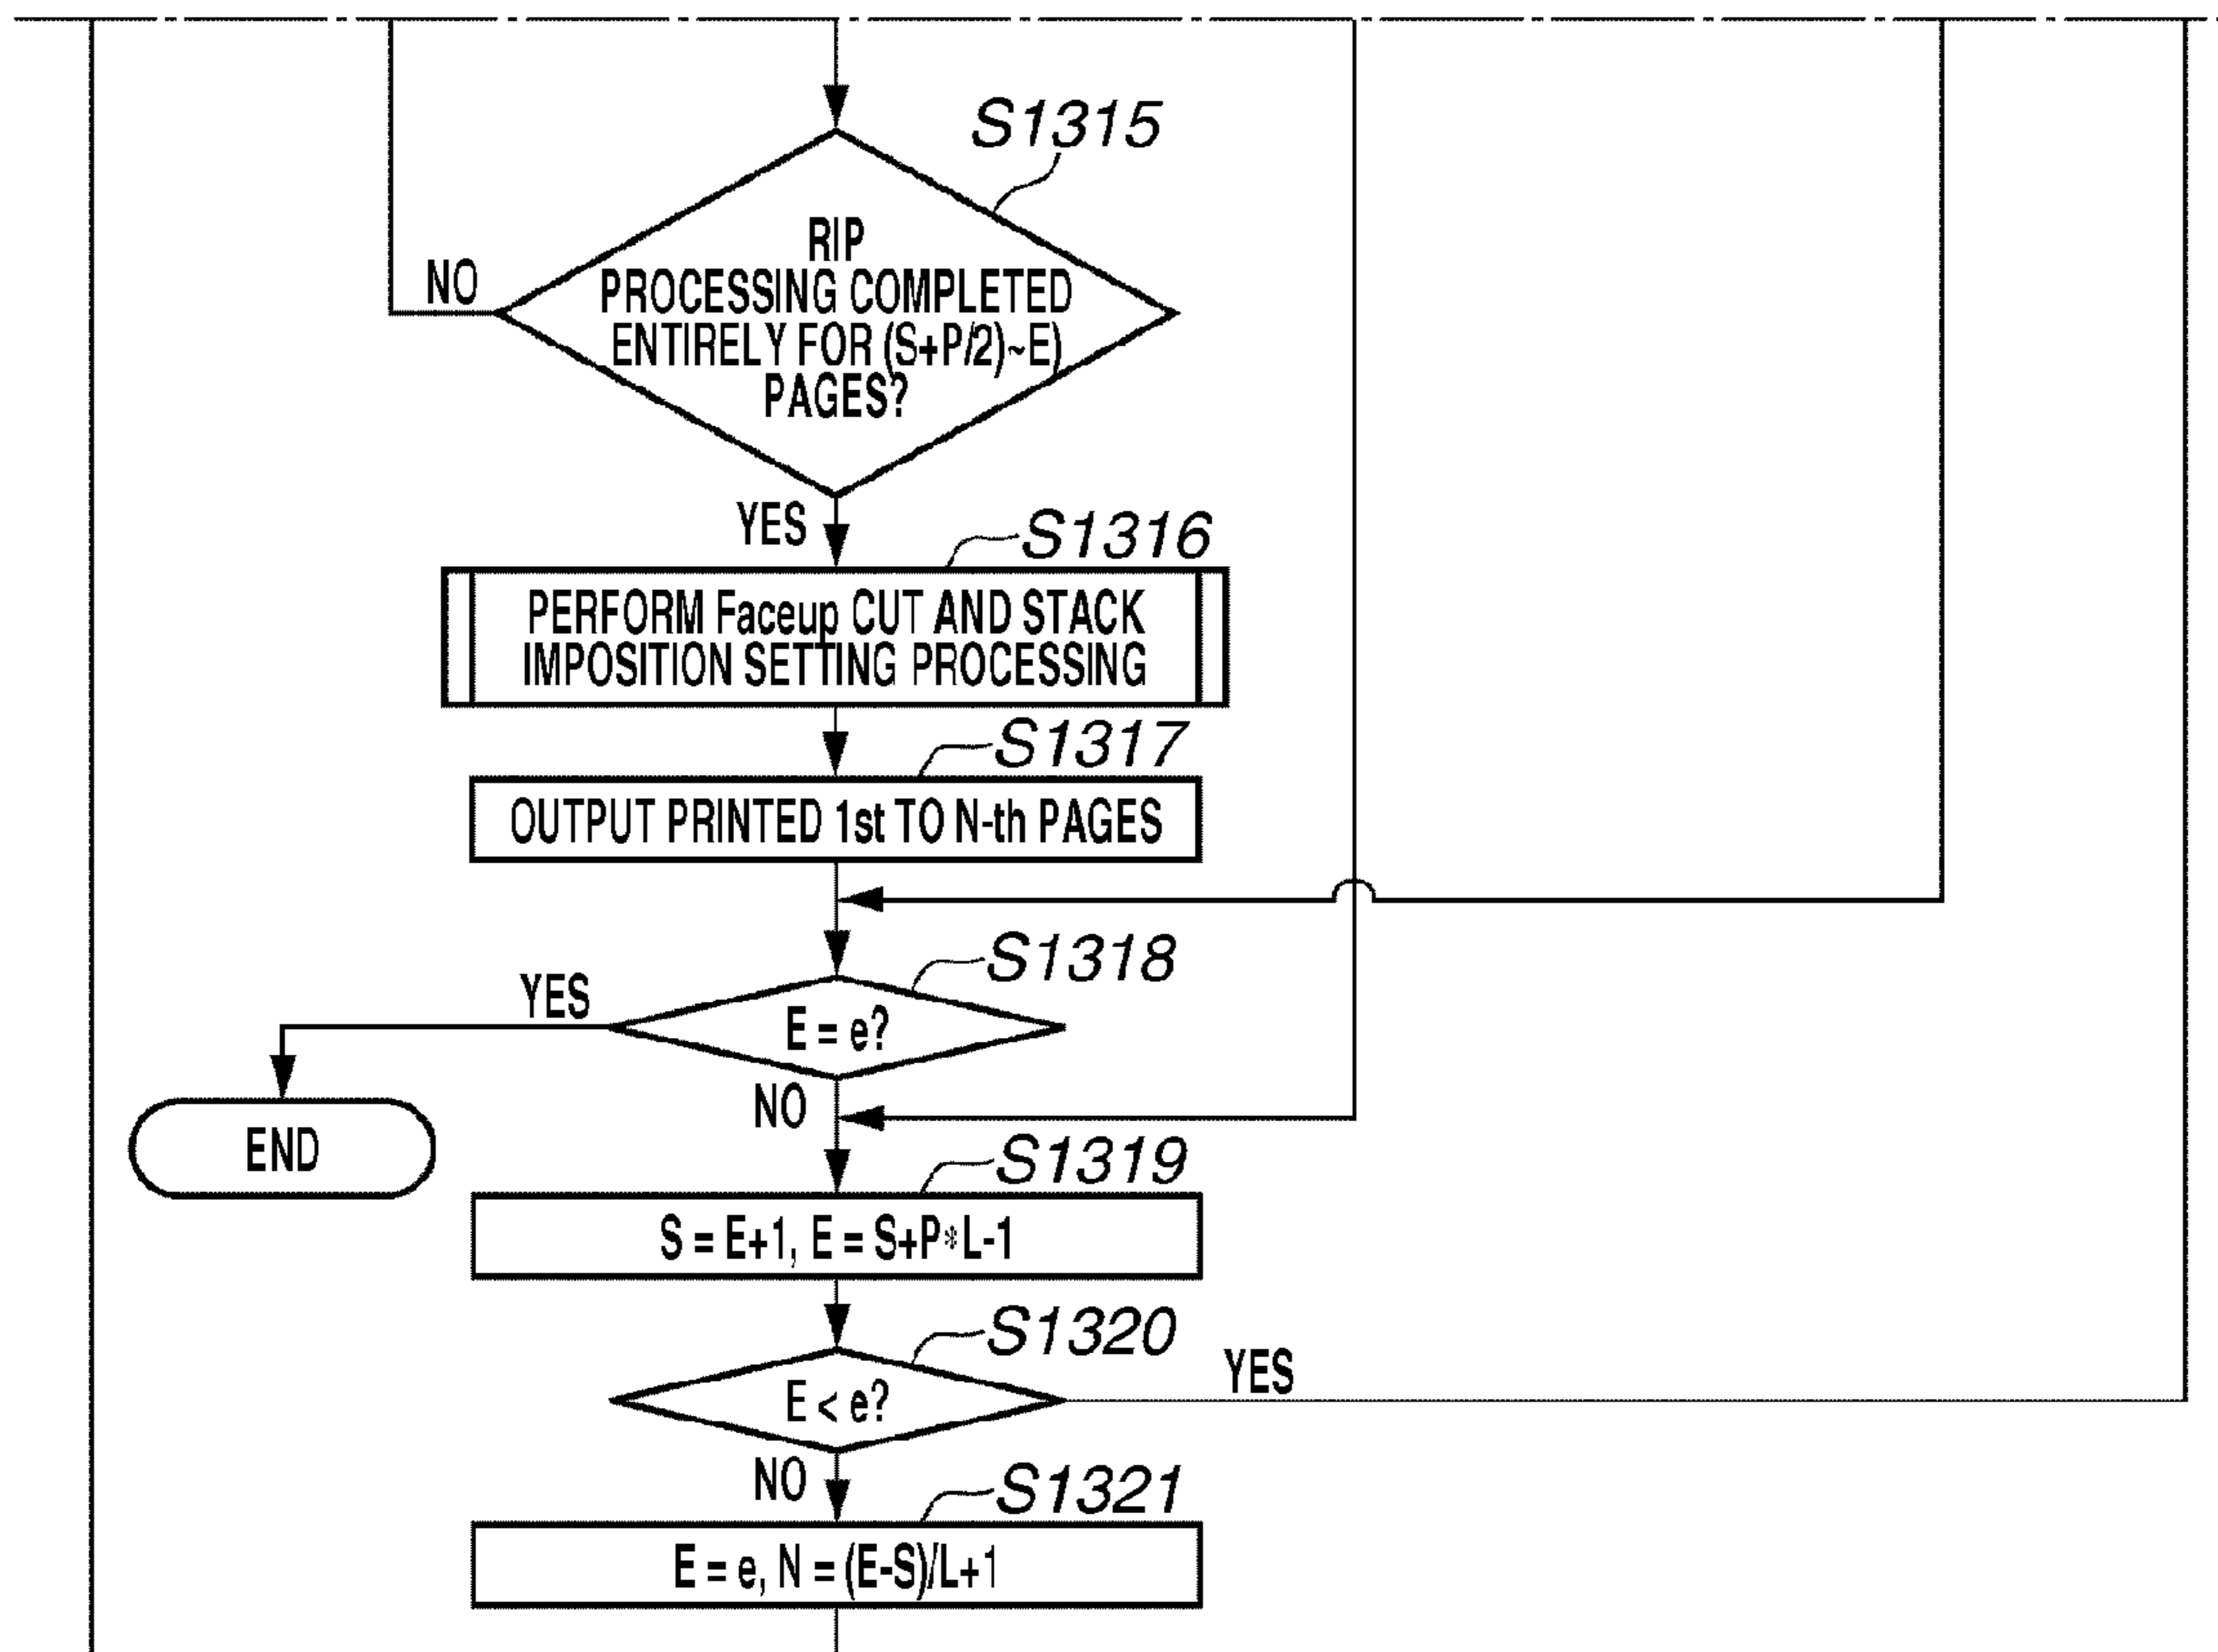 S1315
RIP
PROCESSING COMPLETED
ENTIRELY FOR (S+P/2)~E)
PAGES?
NO
YES
S1316
PERFORM Faceup CUT AND STACK
IMPOSITION SETTING PROCESSING
S1317
OUTPUT PRINTED 1st TO N-th PAGES
S1318
YES
E = e?
NO
END
S1319
S = E+1, E = S+P*L-1
S1320
E < e?
YES
NO
S1321
E = e, N = (E-S)/L+1